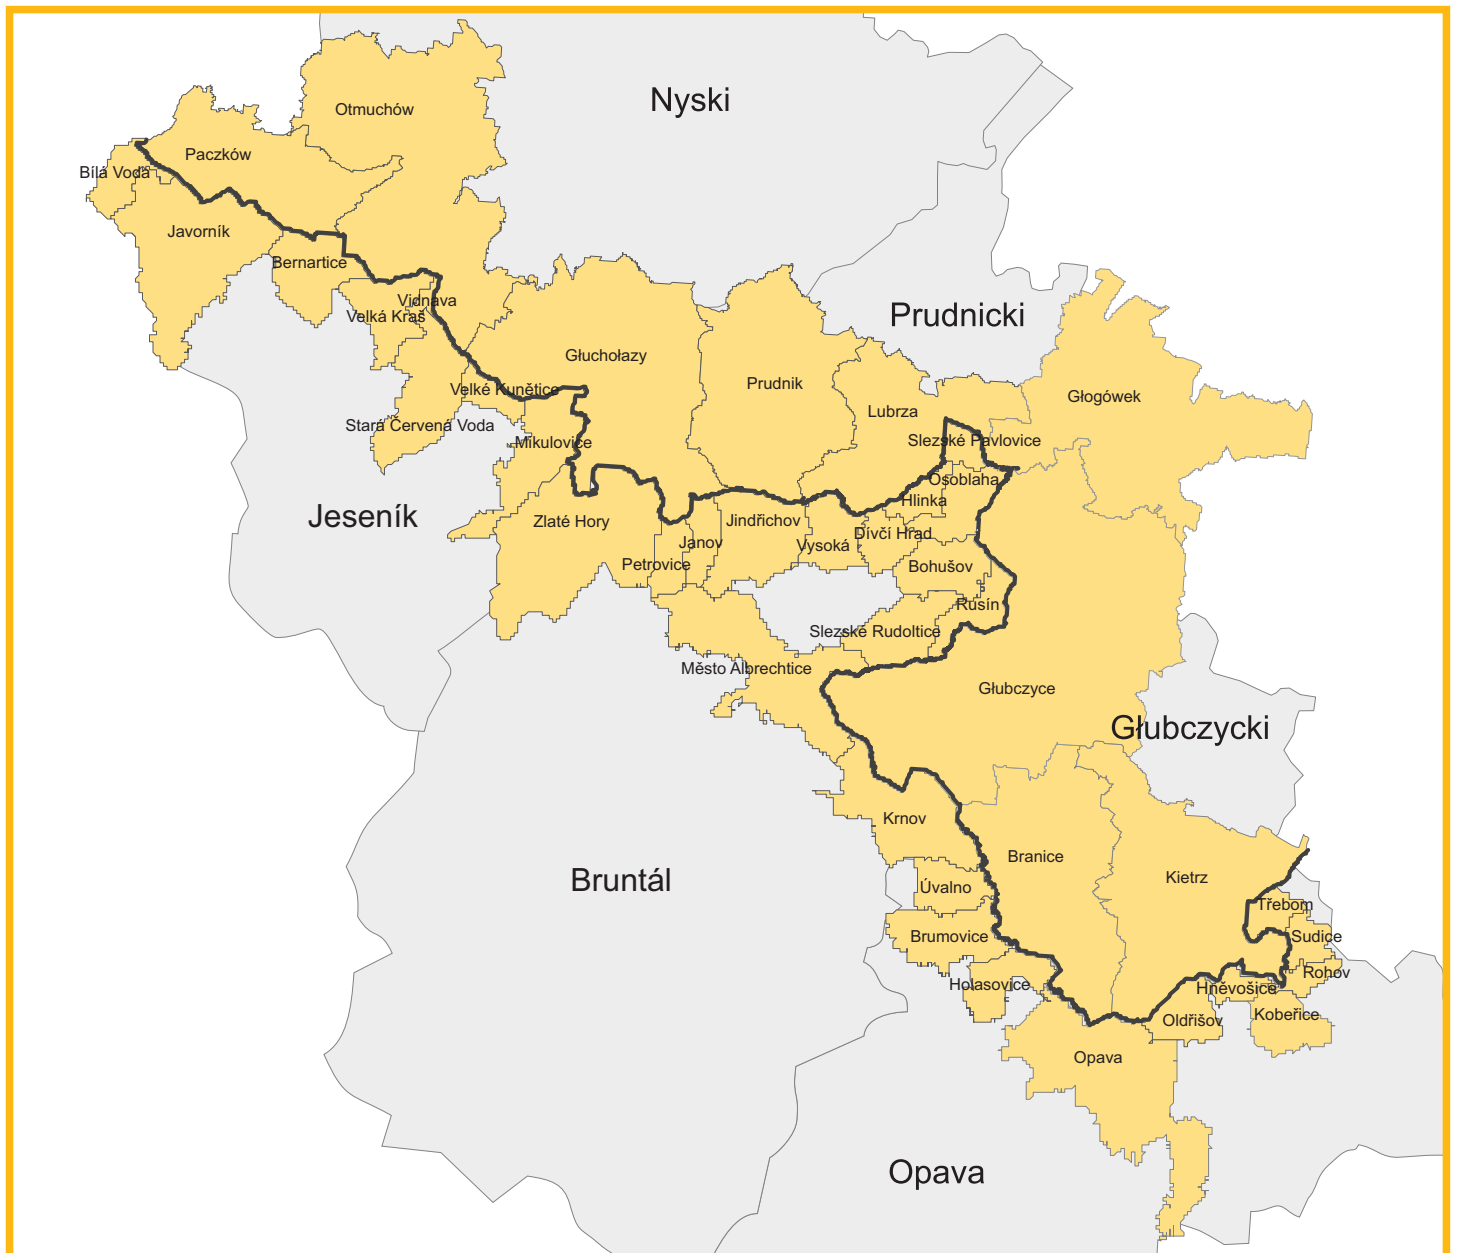 Nyski
Otmuchów
Paczków
Bílá Voda
Javorník
Bernartice
Vidnava
Velká Kraš
Prudnicki
Głuchołazy
Prudnik
Głogówek
Velké Kunětice
Lubrza
Stará Červená Voda
Mikulovice
Slezské Pavlovice
Osoblaha
Hlinka
Jeseník
Zlaté Hory
Jindřichov
Dívčí Hrad
Janov
Vysoká
Petrovice
Bohušov
Rusín
Slezské Rudoltice
Město Albrechtice
Głubczyce
Głubczycki
Krnov
Branice
Bruntál
Kietrz
Úvalno
Třebom
Brumovice
Sudice
Rohov
Holasovice
Hněvošice
Kobeřice
Oldřišov
Opava
Opava